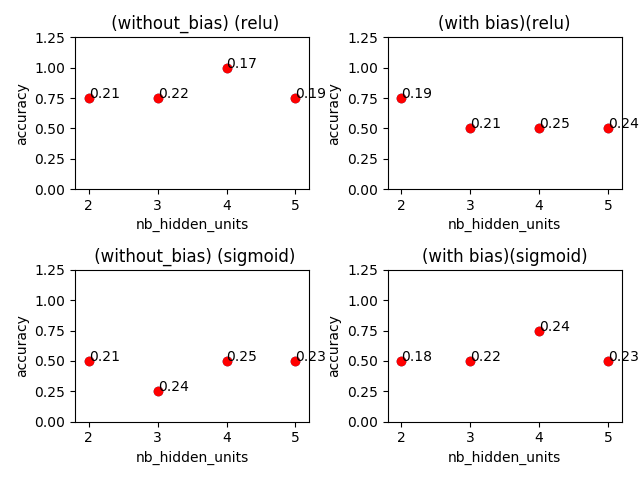 (without_bias) (relu)
1.25
1.00
0.75
0.50
0.25
0.00
accuracy
0.21
0.22
0.17
0.19
2 3 4 5
nb_hidden_units
(with bias)(relu)
1.25
1.00
0.75
0.50
0.25
0.00
accuracy
0.19
0.21
0.25
0.24
2 3 4 5
nb_hidden_units
(without_bias) (sigmoid)
1.25
1.00
0.75
0.50
0.25
0.00
accuracy
0.21
0.24
0.25
0.23
2 3 4 5
nb_hidden_units
(with bias)(sigmoid)
1.25
1.00
0.75
0.50
0.25
0.00
accuracy
0.18
0.22
0.24
0.23
2 3 4 5
nb_hidden_units